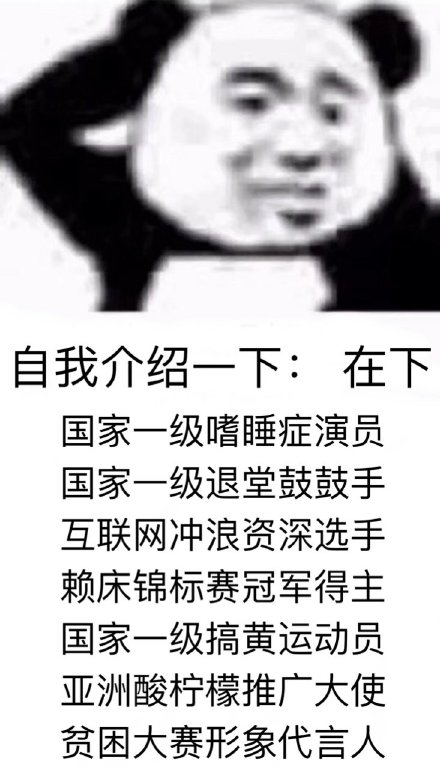 自我介绍一下： 在下
国家一级嗜睡症演员
国家一级退堂鼓鼓手
互联网冲浪资深选手
赖床锦标赛冠军得主
国家一级搞黄运动员
亚洲酸柠檬推广大使
贫困大赛形象代言人